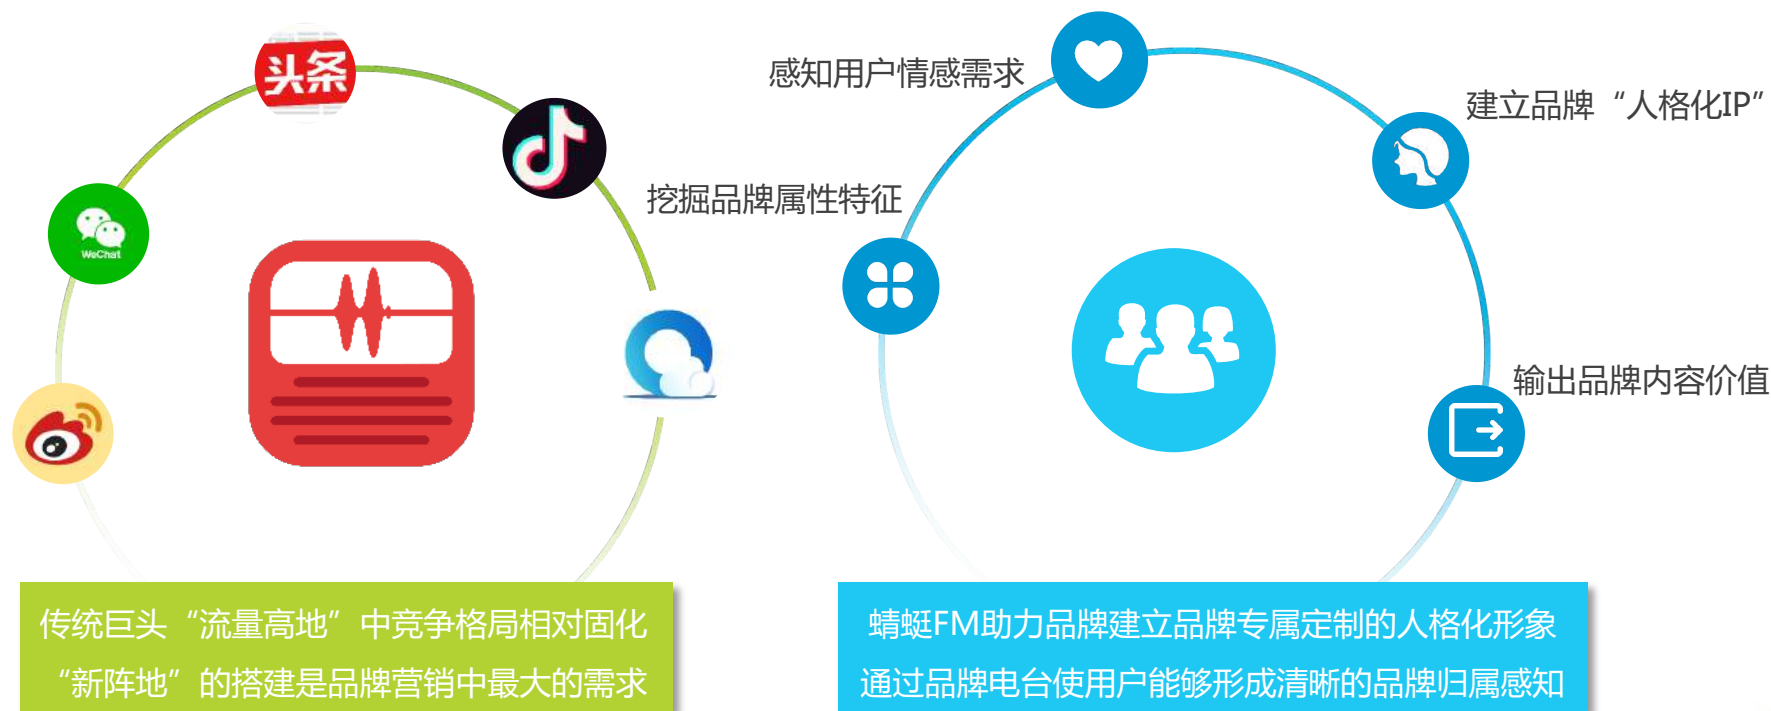 头条
WeChat
感知用户情感需求
建立品牌“人格化IP”
挖掘品牌属性特征
输出品牌内容价值
传统巨头“流量高地”中竞争格局相对固化
“新阵地”的搭建是品牌营销中最大的需求
蜻蜓FM助力品牌建立品牌专属定制的人格化形象
通过品牌电台使用户能够形成清晰的品牌归属感知